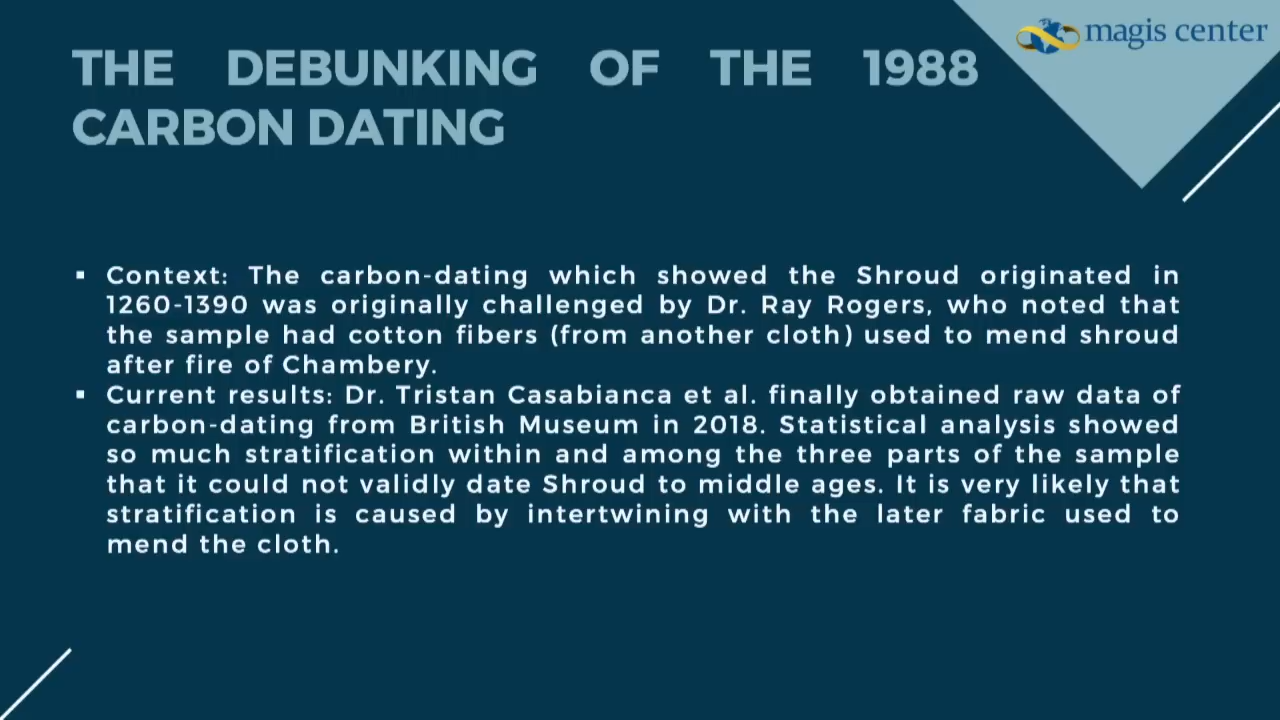 magis center
THE DEBUNKING OF THE 1988
CARBON DATING
▪ Context: The carbon-dating which showed the Shroud originated in
1260-1390 was originally challenged by Dr. Ray Rogers, who noted that
the sample had cotton fibers (from another cloth) used to mend shroud
after fire of Chambery.
▪ Current results: Dr. Tristan Casabianca et al. finally obtained raw data of
carbon-dating from British Museum in 2018. Statistical analysis showed
so much stratification within and among the three parts of the sample
that it could not validly date Shroud to middle ages. It is very likely that
stratification is caused by intertwining with the later fabric used to
mend the cloth.